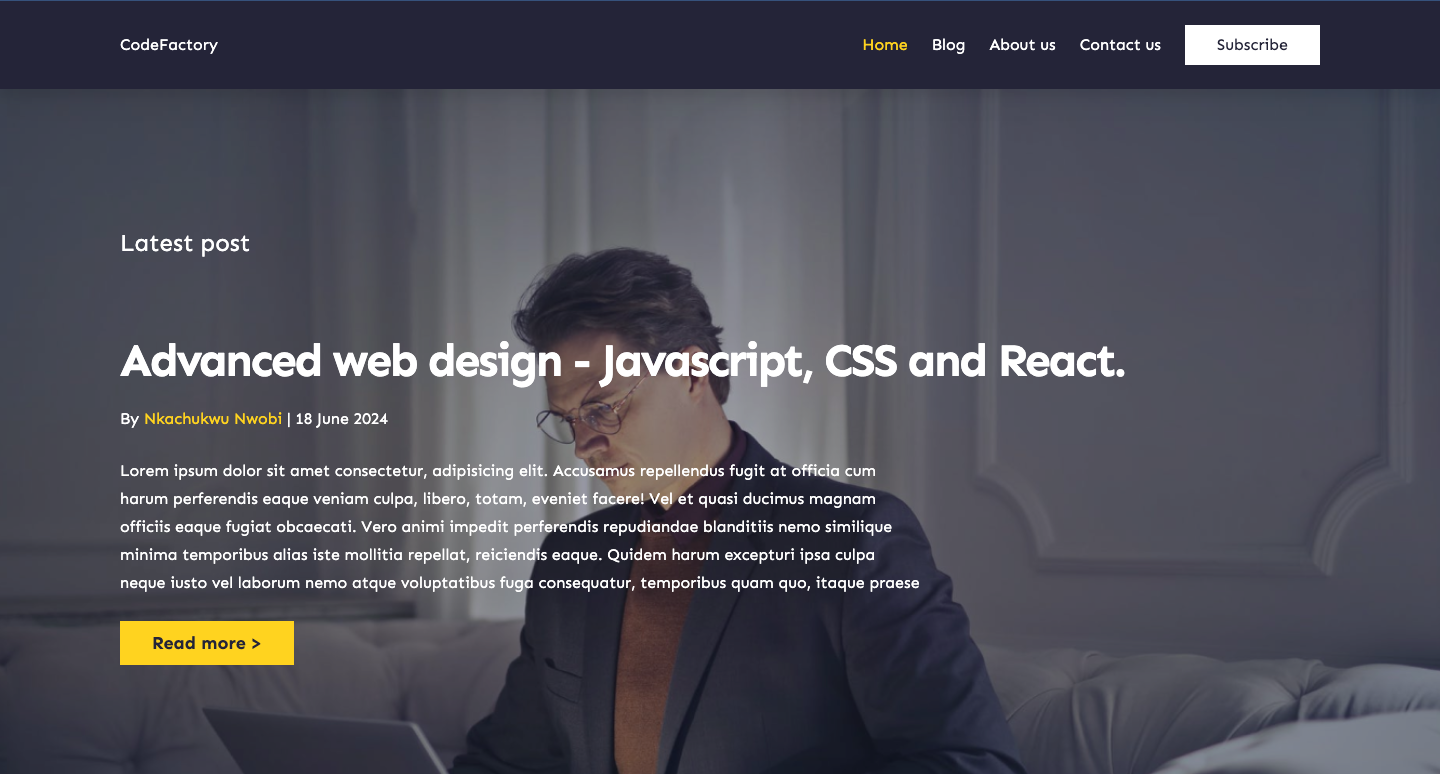 CodeFactory
Home Blog About us Contact us Subscribe
Latest post
Advanced web design - Javascript, CSS and React.
By Nkachukwu Nwobi | 18 June 2024
Lorem ipsum dolor sit amet consectetur, adipisicing elit. Accusamus repellendus fugit at officia cum
harum perferendis eaque veniam culpa, libero, totam, eveniet facere! Vel et quasi ducimus magnam
officiis eaque fugiat obcaecati. Vero animi impedit perferendis repudiandae blanditiis nemo similique
minima temporibus alias iste mollitia repellat, reiciendis eaque. Quidem harum excepturi ipsa culpa
neque iusto vel laborum nemo atque voluptatibus fuga consequatur, temporibus quam quo, itaque praese
Read more >